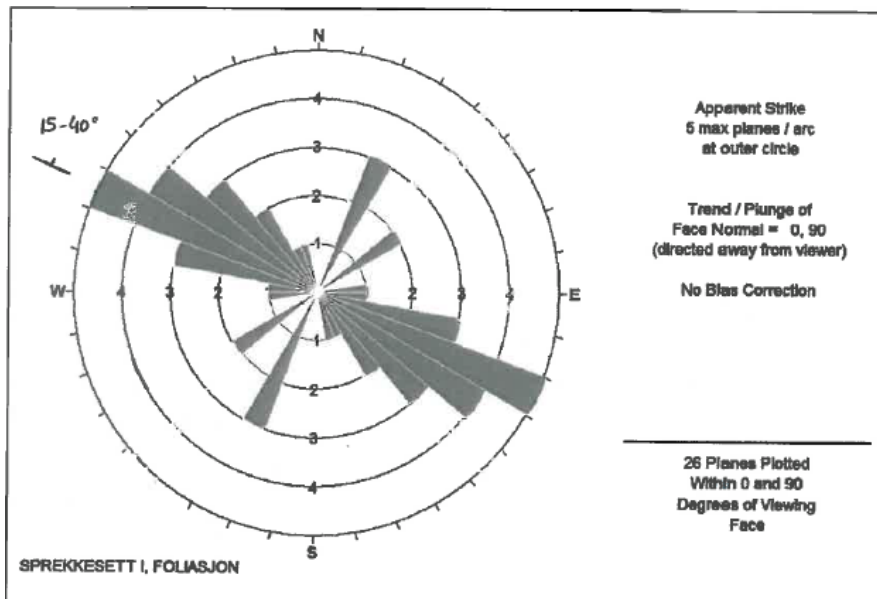 N
4
3
2
1
15-40°
W 4 3 2 2 3 4 E
1
2
3
4
S
Apparent Strike
5 max planes / arc
at outer circle
Trend / Plunge of
Face Normal = 0, 90
(directed away from viewer)
No Bias Correction
26 Planes Plotted
Within 0 and 90
Degrees of Viewing
Face
SPREKKESETT I, FOLIASJON